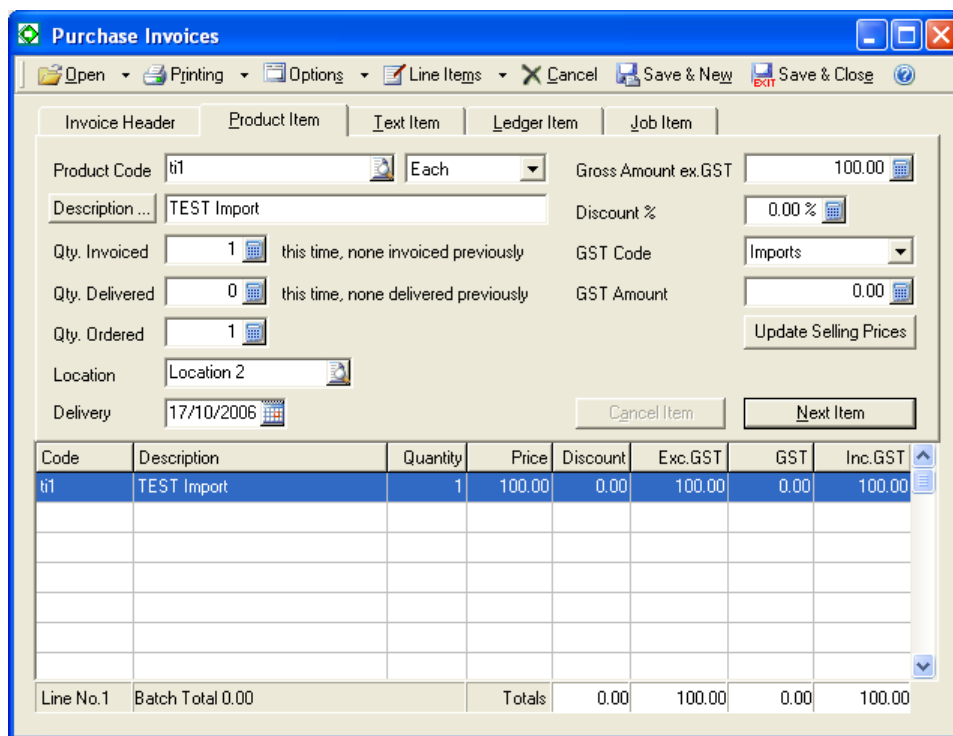 Purchase Invoices
Open Printing Options Line Items Cancel Save & New EXIT Save & Close ?
Invoice Header Product Item Text Item Ledger Item Job Item
Product Code ti1 Each Gross Amount ex.GST 100.00
Description ... TEST Import Discount % 0.00 %
Qty. Invoiced 1 this time, none invoiced previously GST Code Imports
Qty. Delivered 0 this time, none delivered previously GST Amount 0.00
Qty. Ordered 1 Update Selling Prices
Location Location 2
Delivery 17/10/2006 Cancel Item Next Item
Code Description Quantity Price Discount Exc.GST GST Inc.GST
ti1 TEST Import 1 100.00 0.00 100.00 0.00 100.00
Line No.1 Batch Total 0.00 Totals 0.00 100.00 0.00 100.00